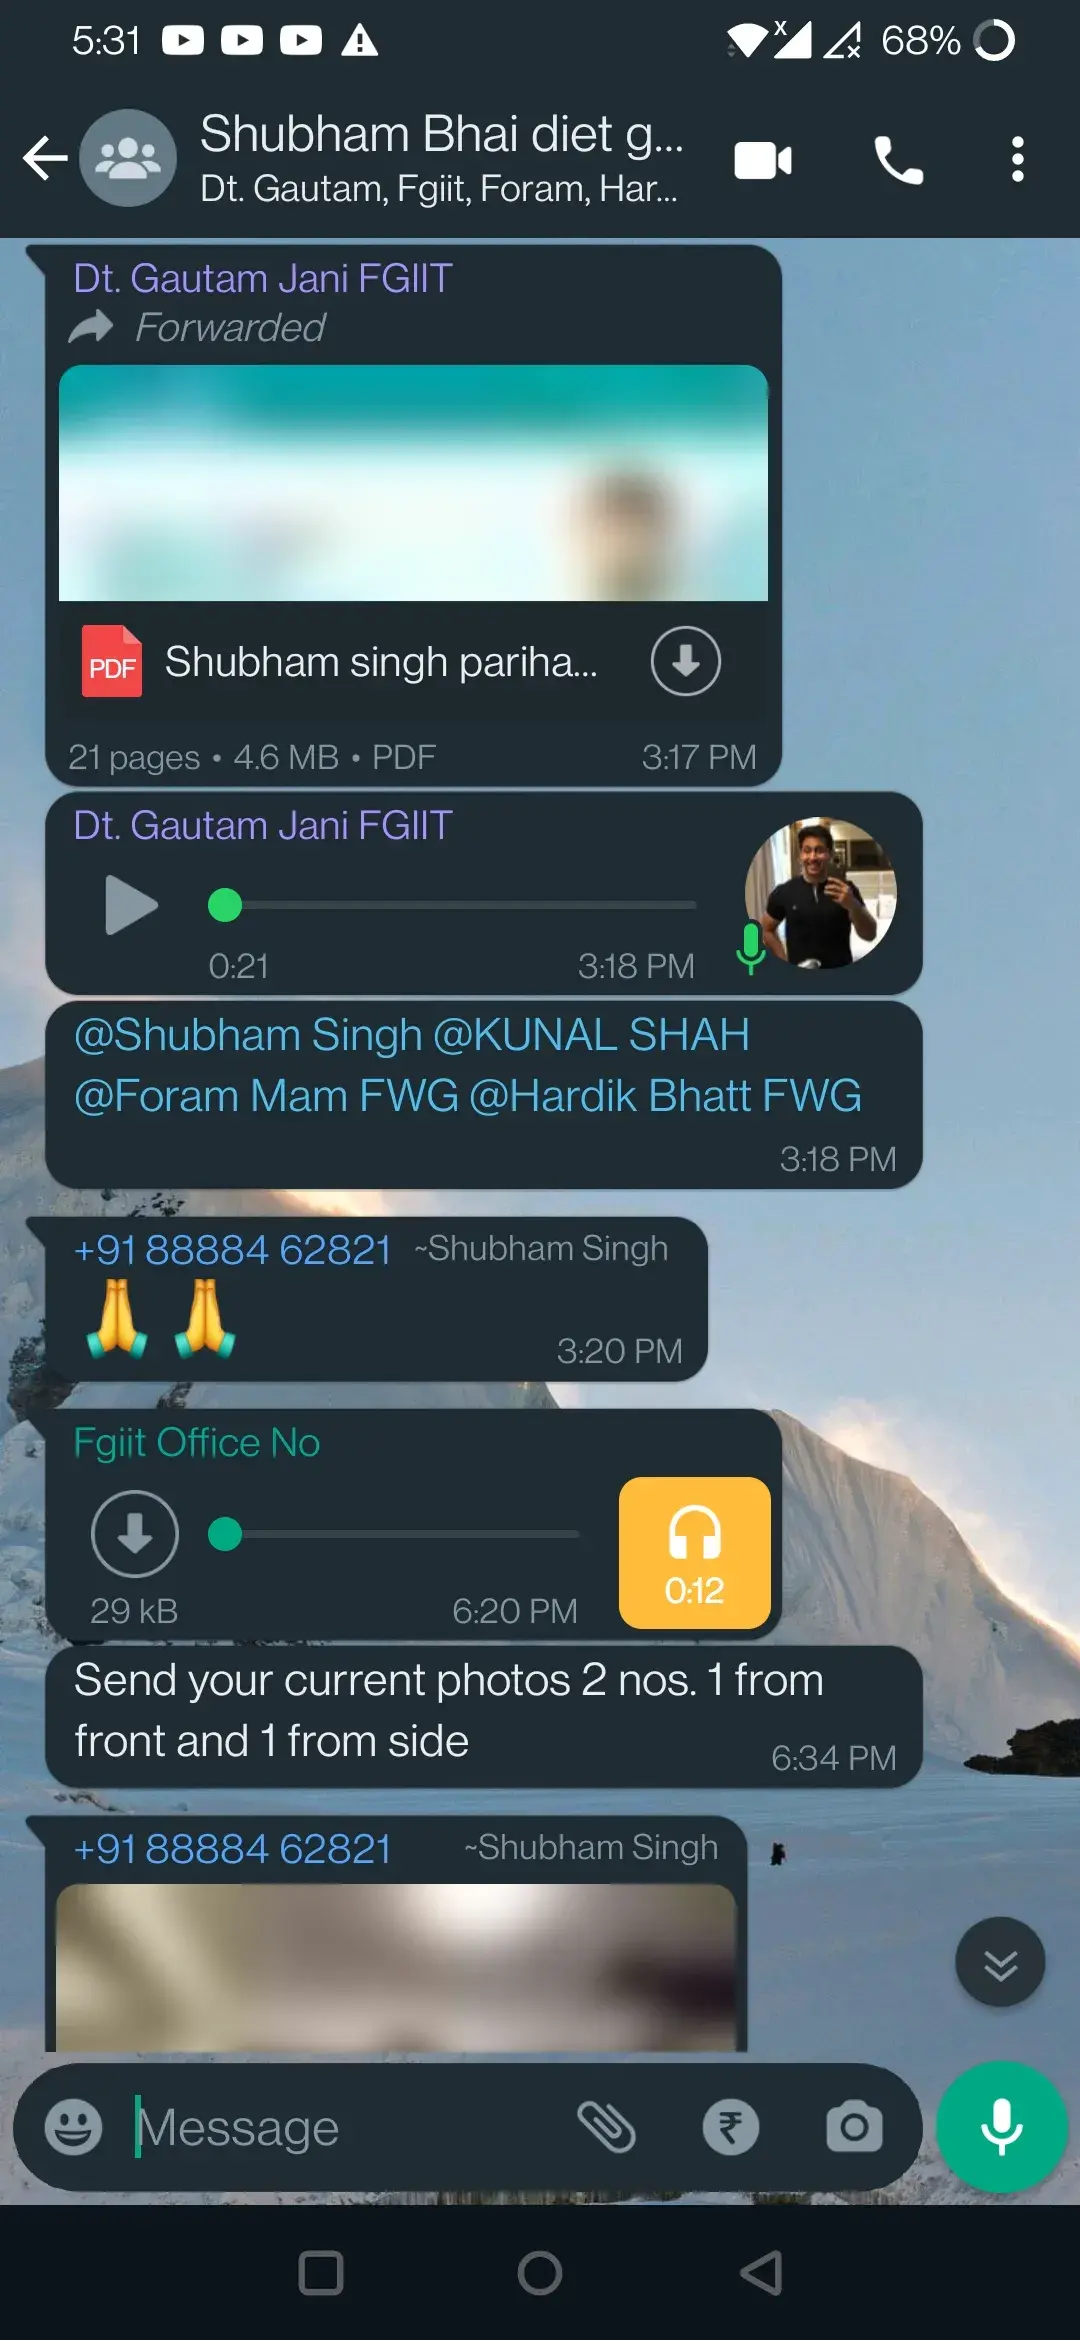 5:31
68%
Shubham Bhai diet g...
Dt. Gautam, Fgiit, Foram, Har...
Dt. Gautam Jani FGIIT
Forwarded
PDF
Shubham singh pariha...
21 pages • 4.6 MB • PDF 3:17 PM
Dt. Gautam Jani FGIIT
0:21 3:18 PM
@Shubham Singh @KUNAL SHAH
@Foram Mam FWG @Hardik Bhatt FWG
3:18 PM
+91 88884 62821 ~Shubham Singh
🙏 🙏
3:20 PM
Fgiit Office No
0:12
29 kB 6:20 PM
Send your current photos 2 nos. 1 from
front and 1 from side
6:34 PM
+91 88884 62821 ~Shubham Singh
Message